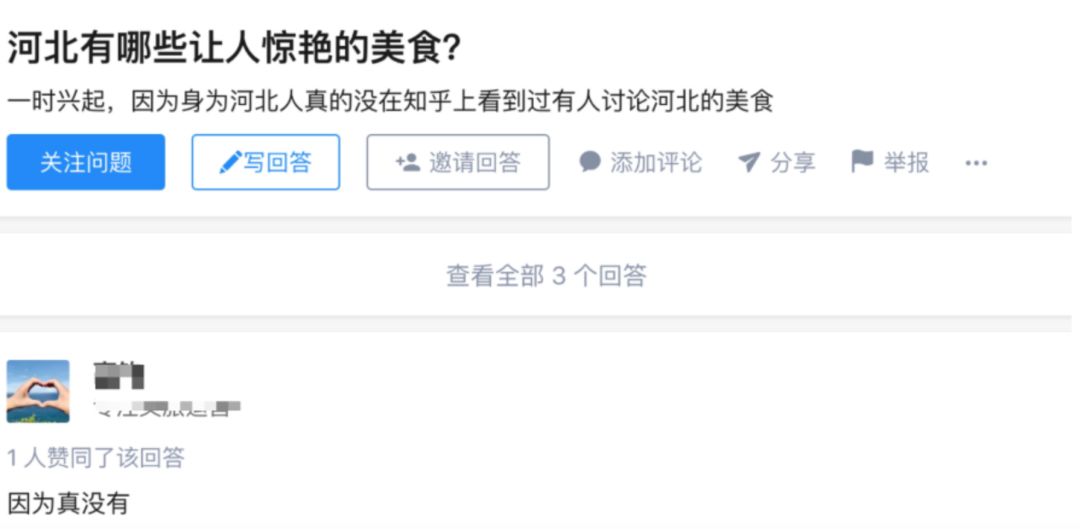 河北有哪些让人惊艳的美食?
一时兴起，因为身为河北人真的没在知乎上看到过有人讨论河北的美食
关注问题 写回答 邀请回答 添加评论 分享 举报 ...
查看全部 3 个回答
1 人赞同了该回答
因为真没有